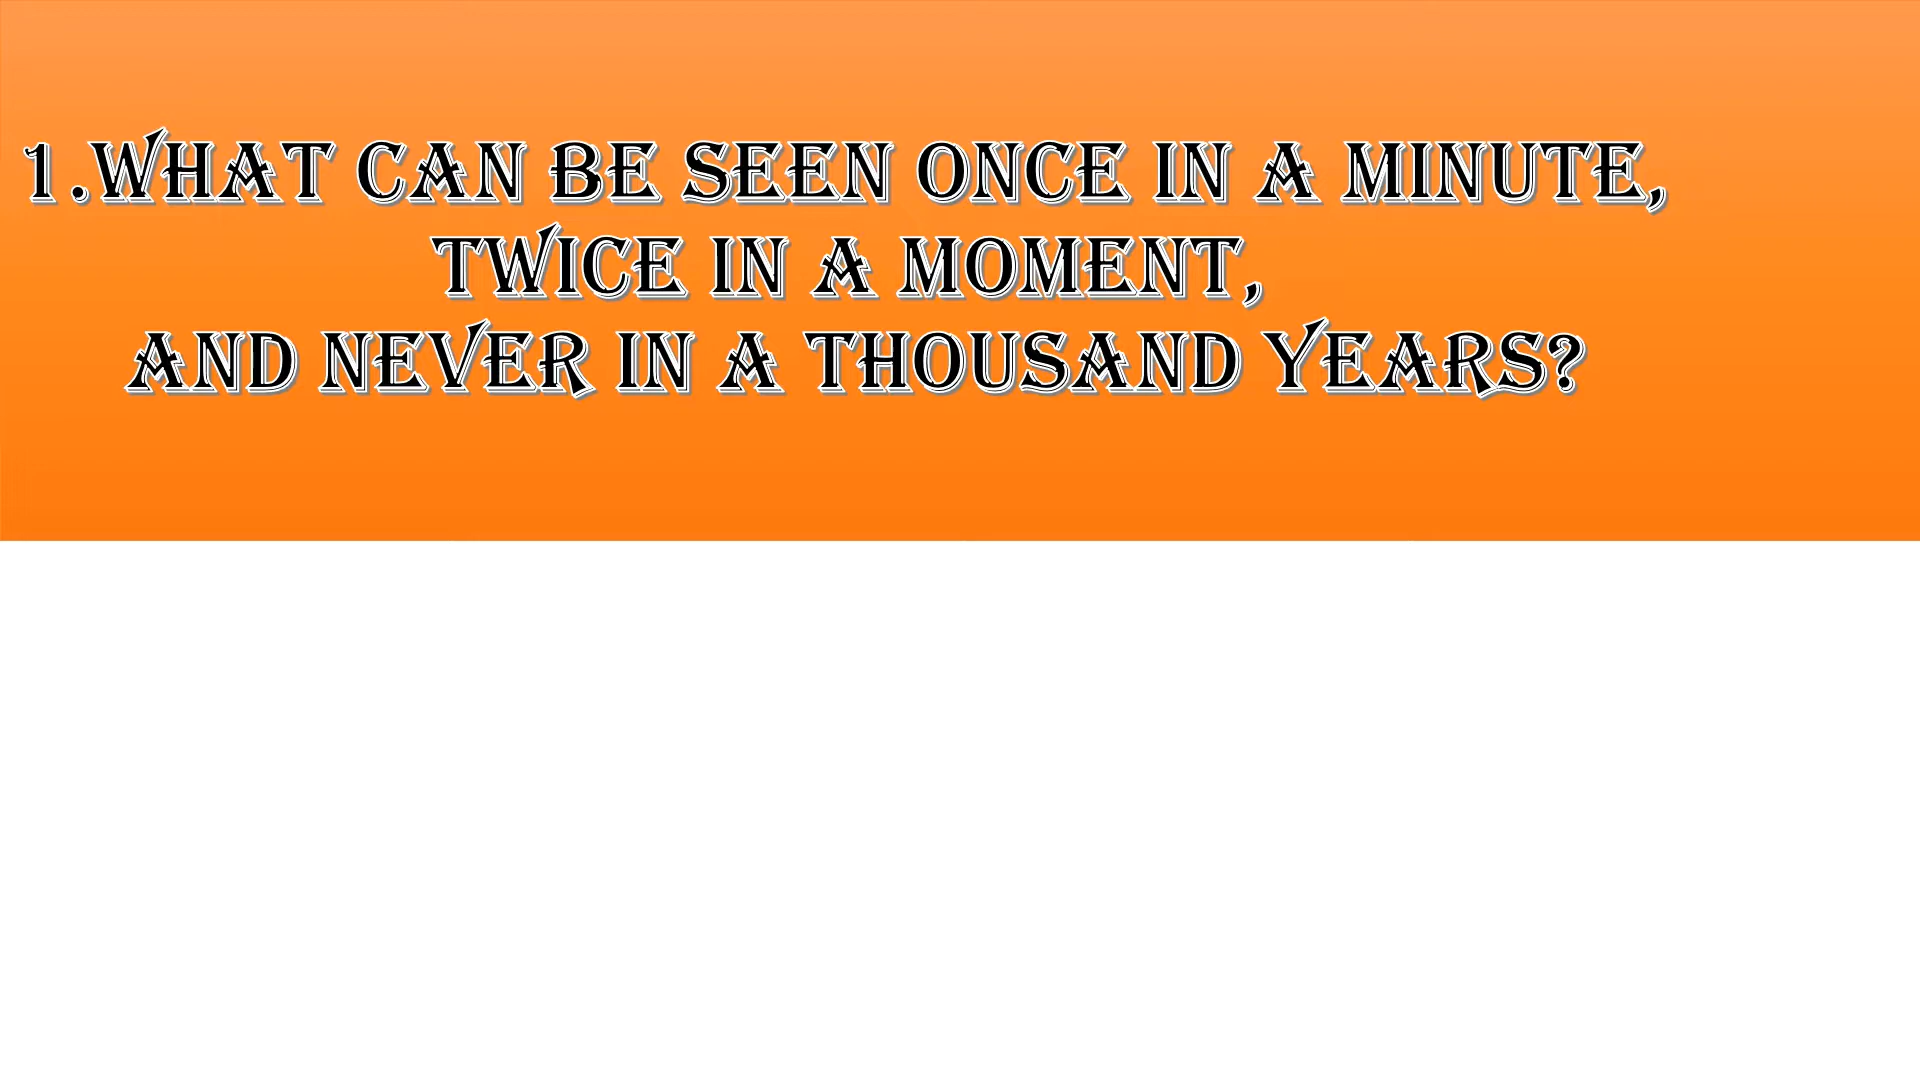 1.WHAT CAN BE SEEN ONCE IN A MINUTE,
TWICE IN A MOMENT,
AND NEVER IN A THOUSAND YEARS?